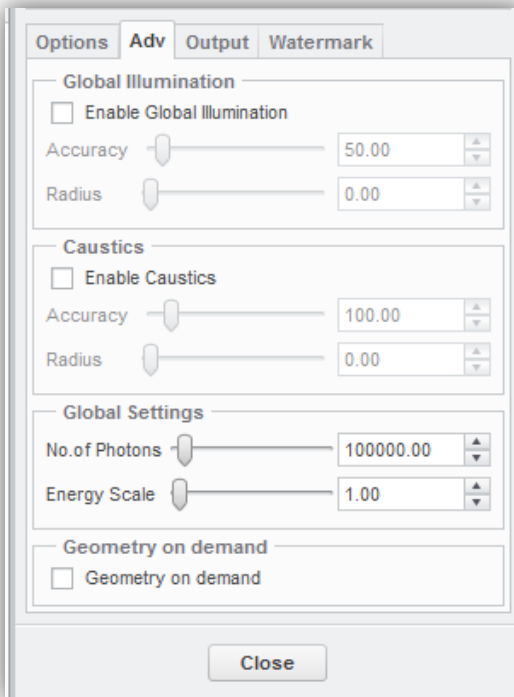 Options Adv Output Watermark
Global Illumination
Enable Global Illumination
Accuracy 50.00
Radius 0.00
Caustics
Enable Caustics
Accuracy 100.00
Radius 0.00
Global Settings
No.of Photons 100000.00
Energy Scale 1.00
Geometry on demand
Geometry on demand
Close